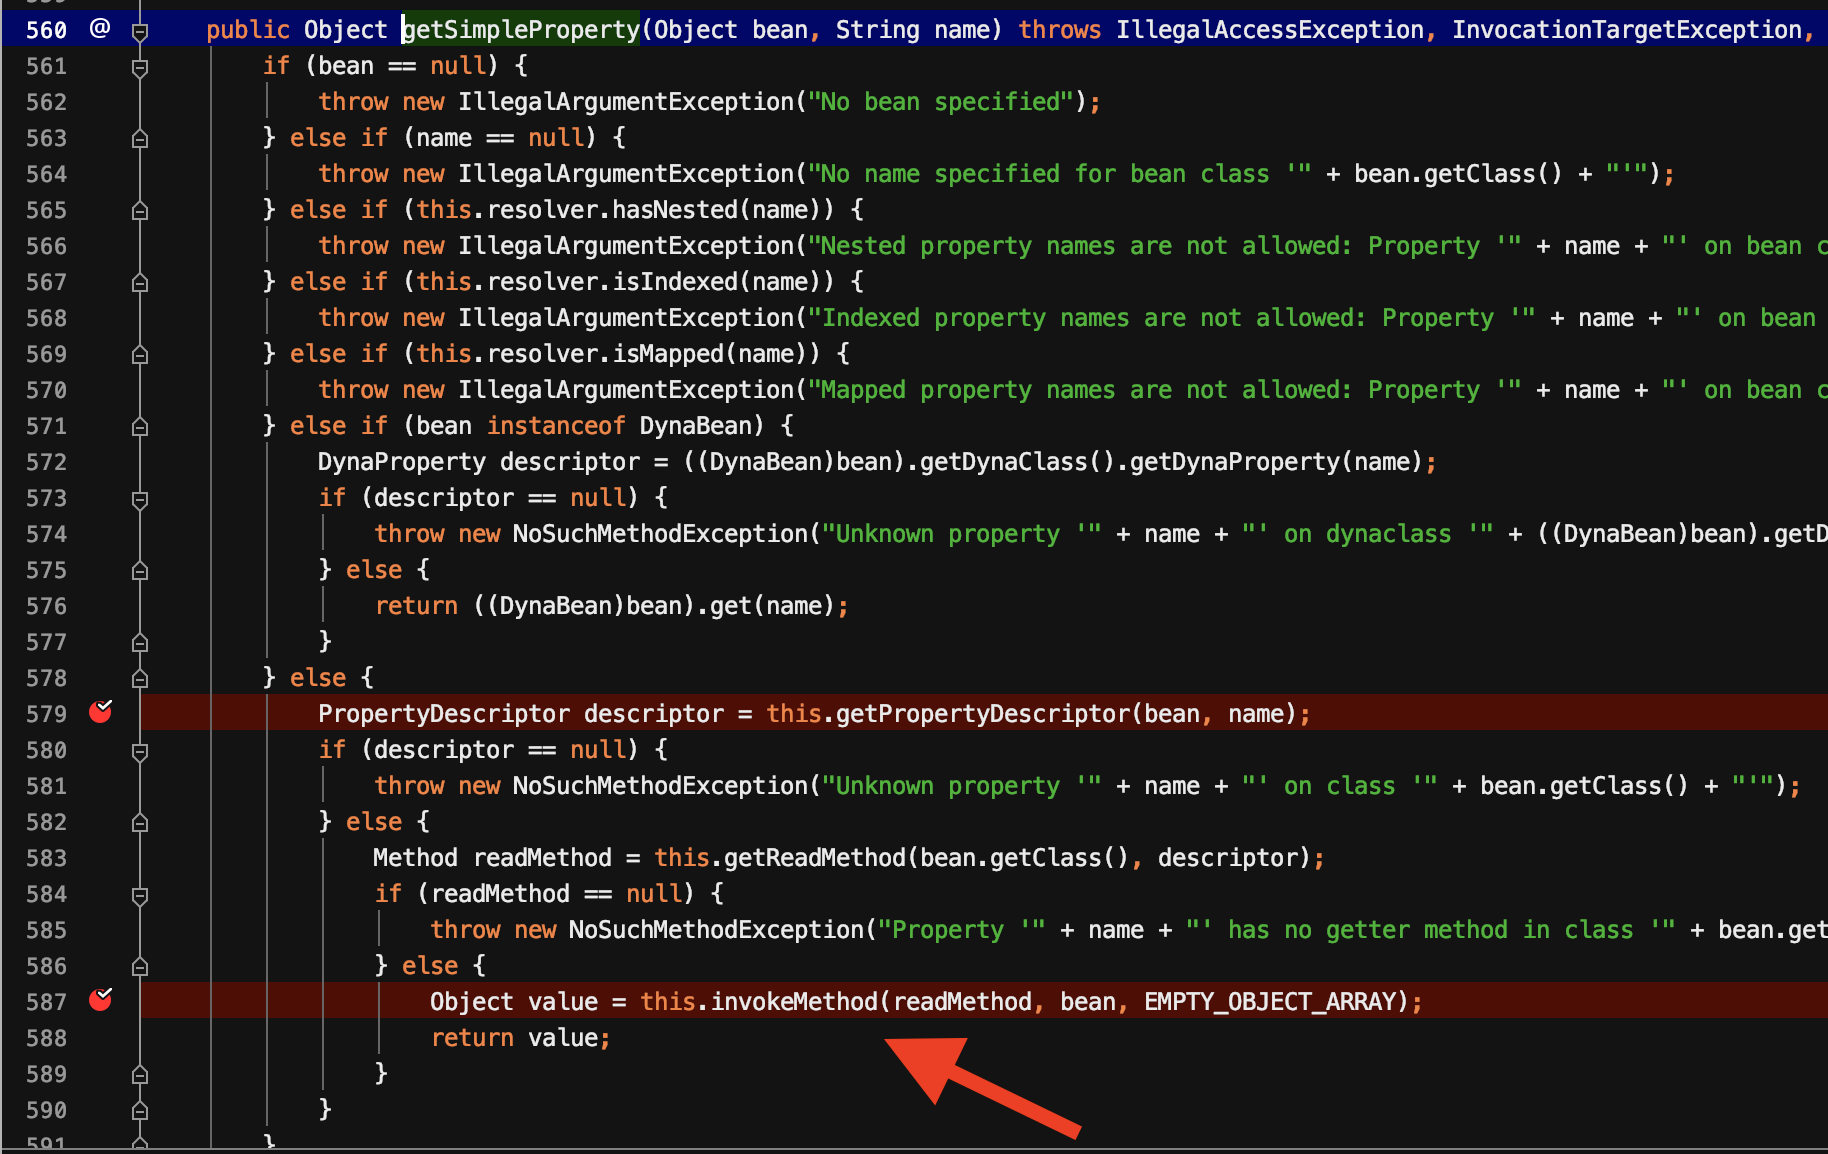 560 @ public Object getSimpleProperty(Object bean, String name) throws IllegalAccessException, InvocationTargetException,
561 if (bean == null) {
562 throw new IllegalArgumentException("No bean specified");
563 } else if (name == null) {
564 throw new IllegalArgumentException("No name specified for bean class '" + bean.getClass() + "'");
565 } else if (this.resolver.hasNested(name)) {
566 throw new IllegalArgumentException("Nested property names are not allowed: Property '" + name + "' on bean c
567 } else if (this.resolver.isIndexed(name)) {
568 throw new IllegalArgumentException("Indexed property names are not allowed: Property '" + name + "' on bean
569 } else if (this.resolver.isMapped(name)) {
570 throw new IllegalArgumentException("Mapped property names are not allowed: Property '" + name + "' on bean c
571 } else if (bean instanceof DynaBean) {
572 DynaProperty descriptor = ((DynaBean)bean).getDynaClass().getDynaProperty(name);
573 if (descriptor == null) {
574 throw new NoSuchMethodException("Unknown property '" + name + "' on dynaclass '" + ((DynaBean)bean).getD
575 } else {
576 return ((DynaBean)bean).get(name);
577 }
578 } else {
579 PropertyDescriptor descriptor = this.getPropertyDescriptor(bean, name);
580 if (descriptor == null) {
581 throw new NoSuchMethodException("Unknown property '" + name + "' on class '" + bean.getClass() + "'");
582 } else {
583 Method readMethod = this.getReadMethod(bean.getClass(), descriptor);
584 if (readMethod == null) {
585 throw new NoSuchMethodException("Property '" + name + "' has no getter method in class '" + bean.get
586 } else {
587 Object value = this.invokeMethod(readMethod, bean, EMPTY_OBJECT_ARRAY);
588 return value;
589 }
590 }
591 }